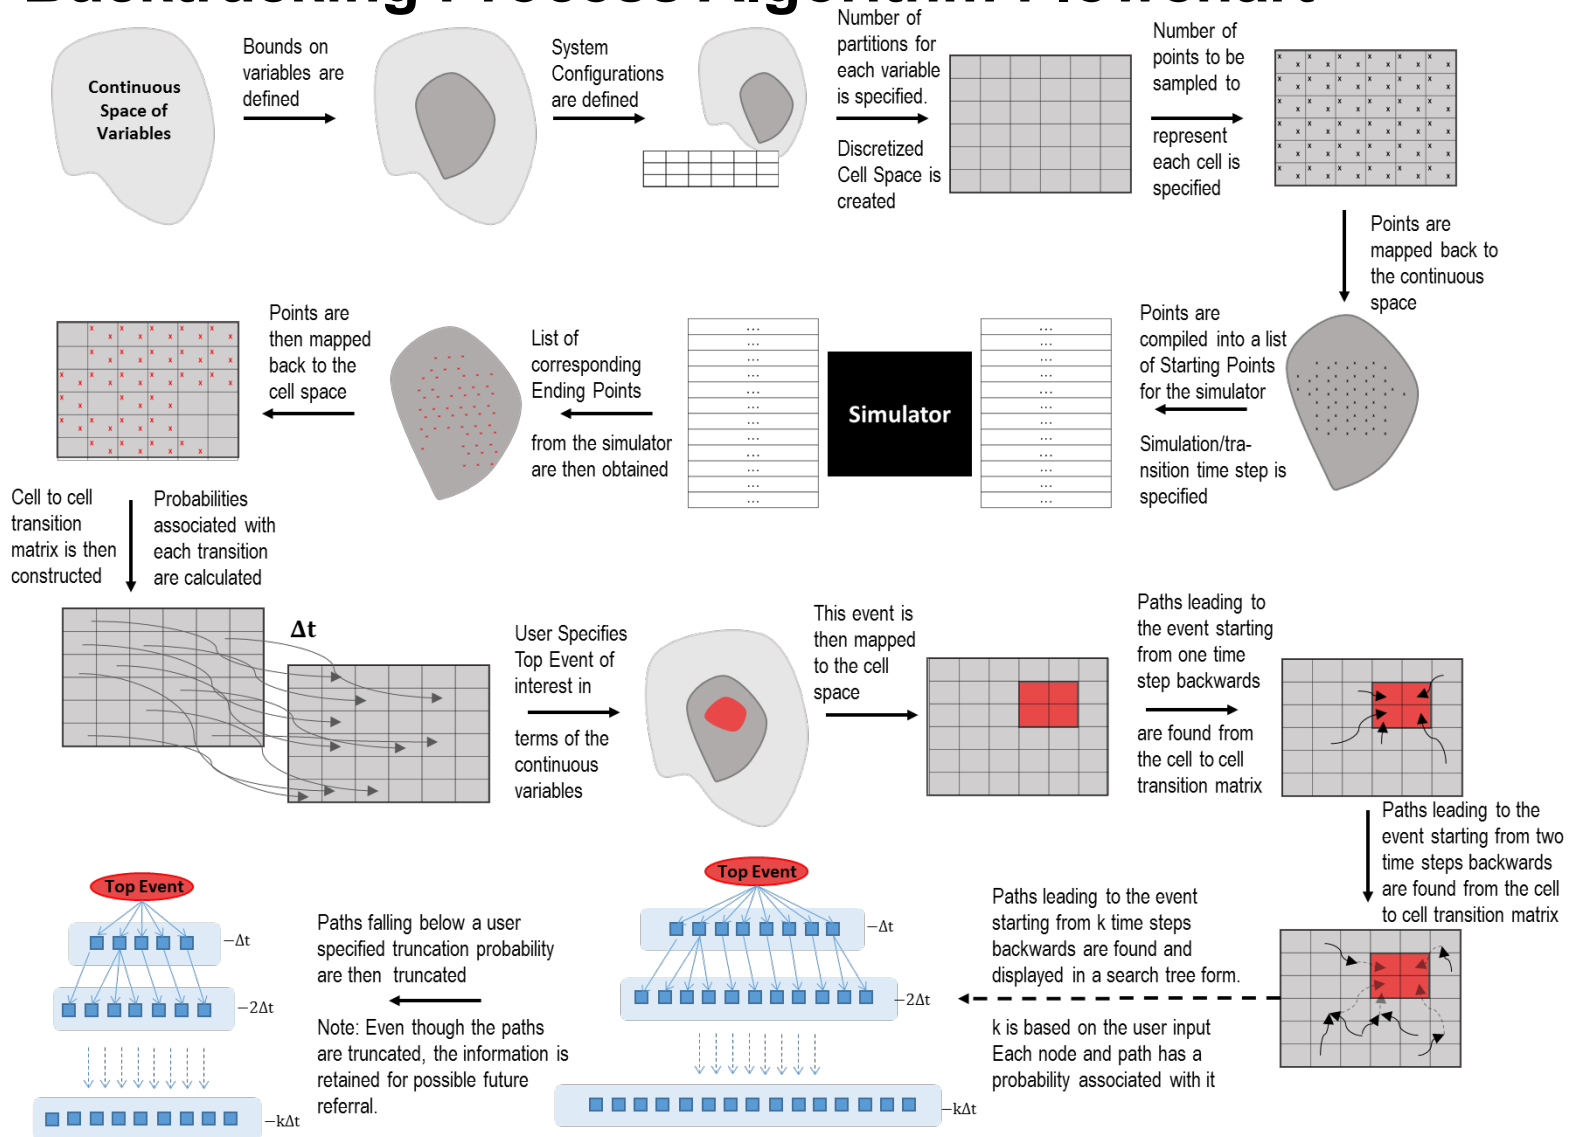 Backtracking Process Algorithm Flowchart
Continuous
Space of
Variables
Bounds on
variables are
defined
System
Configurations
are defined
Number of
partitions for
each variable
is specified.
Discretized
Cell Space is
created
Number of
points to be
sampled to
represent
each cell is
specified
Points are
mapped back to
the continuous
space
Points are
compiled into a list
of Starting Points
for the simulator
Simulation/tra-
nsition time step is
specified
Simulator
List of
corresponding
Ending Points
from the simulator
are then obtained
Points are
then mapped
back to the
cell space
Cell to cell
transition
matrix is then
constructed
Probabilities
associated with
each transition
are calculated
Δt
User Specifies
Top Event of
interest in
terms of the
continuous
variables
This event is
then mapped
to the cell
space
Paths leading to
the event starting
from one time
step backwards
are found from
the cell to cell
transition matrix
Paths leading to the
event starting from two
time steps backwards
are found from the cell
to cell transition matrix
Paths leading to the event
starting from k time steps
backwards are found and
displayed in a search tree form.
k is based on the user input
Each node and path has a
probability associated with it
Top Event
−Δt
−2Δt
−kΔt
Paths falling below a user
specified truncation probability
are then truncated
Note: Even though the paths
are truncated, the information is
retained for possible future
referral.
Top Event
−Δt
−2Δt
−kΔt